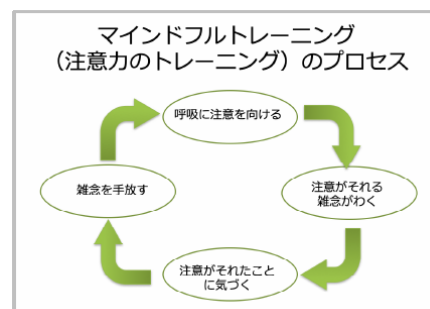 マインドフルトレーニング
（注意力のトレーニング）のプロセス
呼吸に注意を向ける
注意がそれる
雑念がわく
注意がそれたこと
に気づく
雑念を手放す